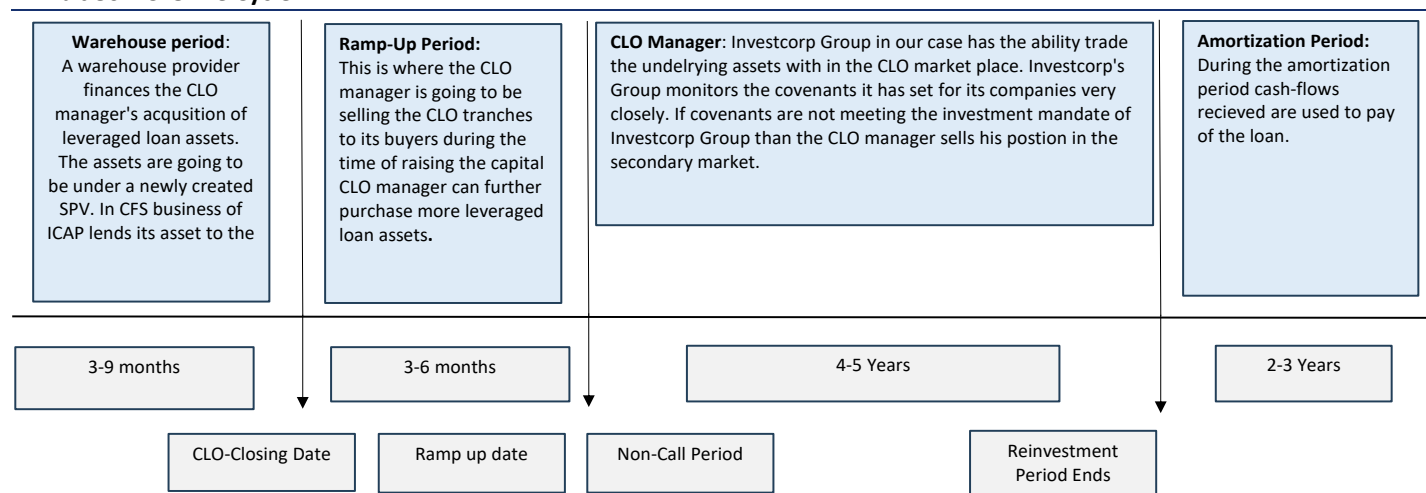 Warehouse period:
A warehouse provider
finances the CLO
manager's acqusition of
leveraged loan assets.
The assets are going to
be under a newly created
SPV. In CFS business of
ICAP lends its asset to the
Ramp-Up Period:
This is where the CLO
manager is going to be
selling the CLO tranches
to its buyers during the
time of raising the capital
CLO manager can further
purchase more leveraged
loan assets.
CLO Manager: Investcorp Group in our case has the ability trade
the undelrying assets with in the CLO market place. Investcorp's
Group monitors the covenants it has set for its companies very
closely. If covenants are not meeting the investment mandate of
Investcorp Group than the CLO manager sells his postion in the
secondary market.
Amortization Period:
During the amortization
period cash-flows
recieved are used to pay
of the loan.
3-9 months
3-6 months
4-5 Years
2-3 Years
CLO-Closing Date
Ramp up date
Non-Call Period
Reinvestment
Period Ends